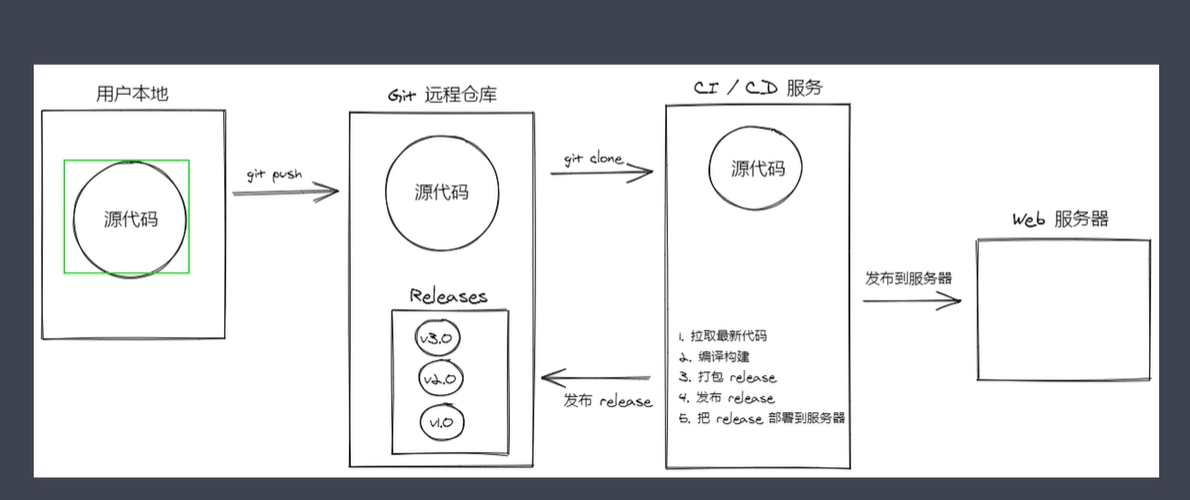 用户本地
源代码
git push
Git 远程仓库
源代码
Releases
v3.0
v2.0
v1.0
git clone
发布 release
CI / CD 服务
源代码
1. 拉取最新代码
2. 编译构建
3. 打包 release
4. 发布 release
5. 把 release 部署到服务器
发布到服务器
Web 服务器